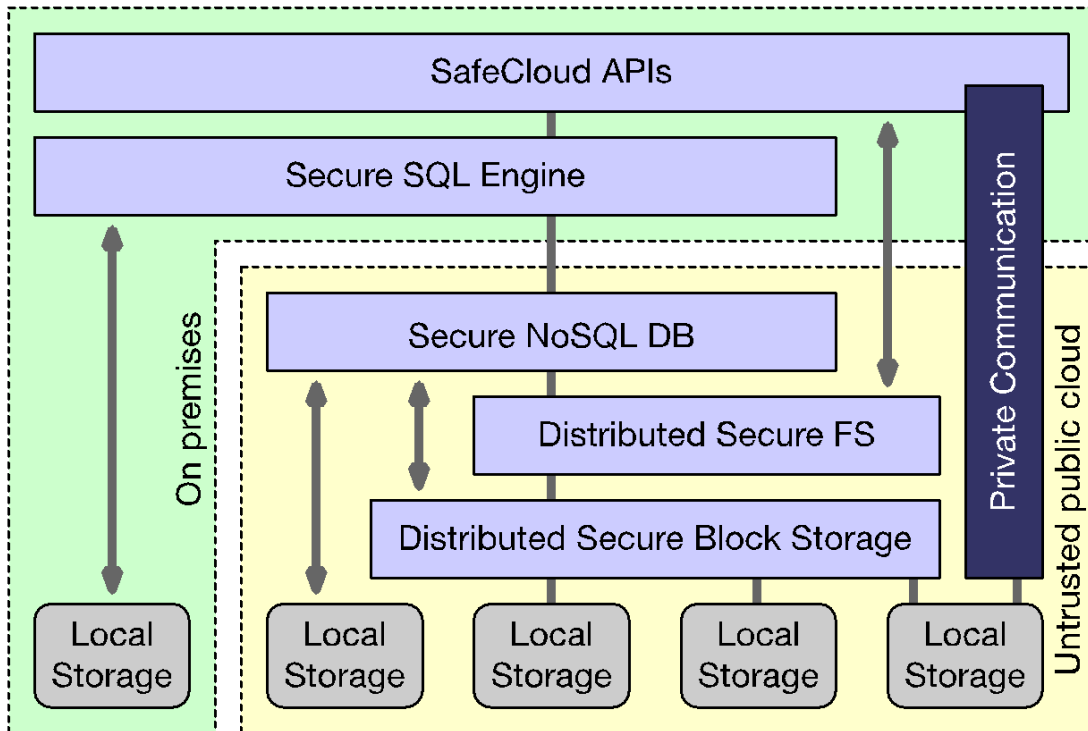 SafeCloud APIs
Secure SQL Engine
Private Communication
Secure NoSQL DB
On premises
Untrusted public cloud
Distributed Secure FS
Distributed Secure Block Storage
Local
Storage
Local
Storage
Local
Storage
Local
Storage
Local
Storage